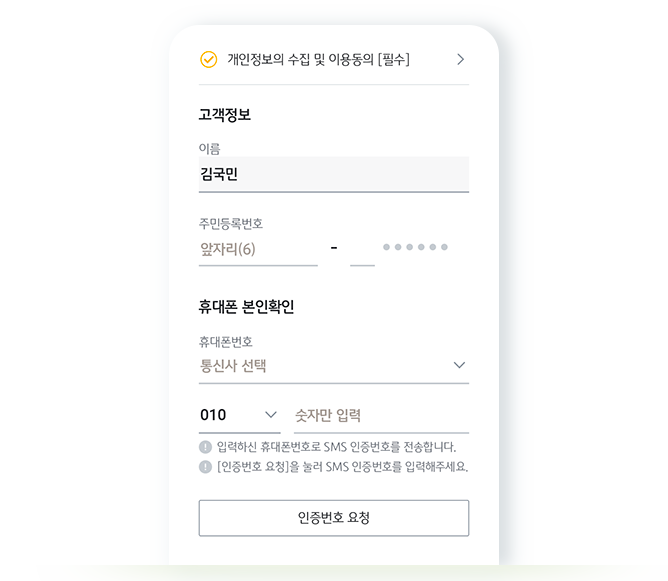 개인정보의 수집 및 이용동의 [필수]
고객정보
이름
김국민
주민등록번호
앞자리(6) - ●●●●●●
휴대폰 본인확인
휴대폰번호
통신사 선택
010 숫자만 입력
입력하신 휴대폰번호로 SMS 인증번호를 전송합니다.
[인증번호 요청]을 눌러 SMS 인증번호를 입력해주세요.
인증번호 요청